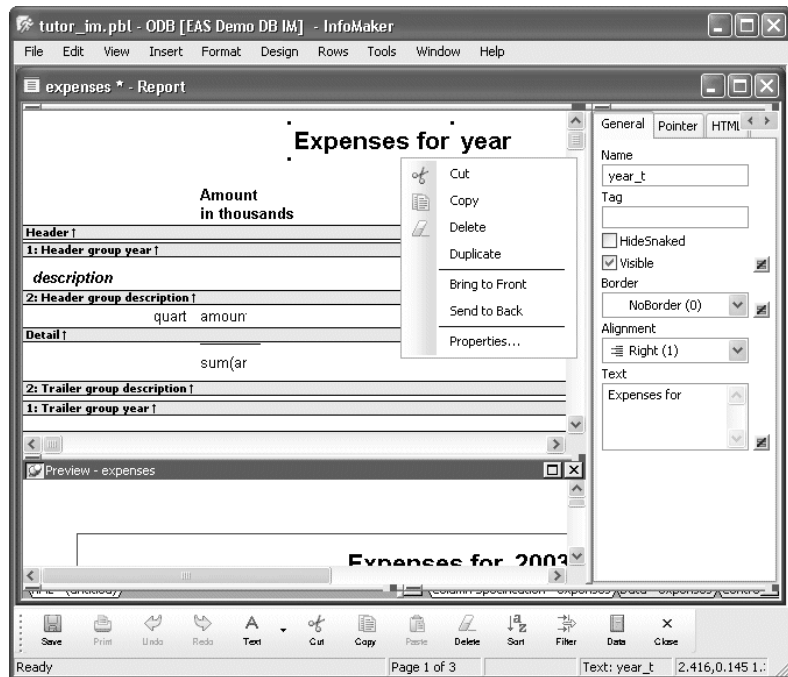 tutor_im.pbl - ODB [EAS Demo DB IM] - InfoMaker
File Edit View Insert Format Design Rows Tools Window Help
expenses * - Report
Expenses for year
Amount
in thousands
Header ↑
1: Header group year ↑
description
2: Header group description ↑
quart amoun
Detail ↑
sum(ar
2: Trailer group description ↑
1: Trailer group year ↑
Cut
Copy
Delete
Duplicate
Bring to Front
Send to Back
Properties...
General Pointer HTML
Name
year_t
Tag
HideSnaked
Visible
Border
NoBorder (0)
Alignment
Right (1)
Text
Expenses for
Preview - expenses
Expenses for 2003
Save Print Undo Redo Text Cut Copy Paste Delete Sort Filter Data Close
Ready Page 1 of 3 Text: year_t 2.416,0.145 1.: